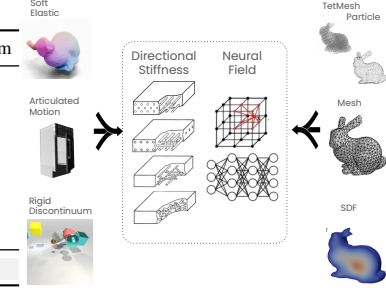 Soft
Elastic
m
Articulated
Motion
Rigid
Discontinuum
Directional
Stiffness
Neural
Field
TetMesh
Particle
Mesh
SDF